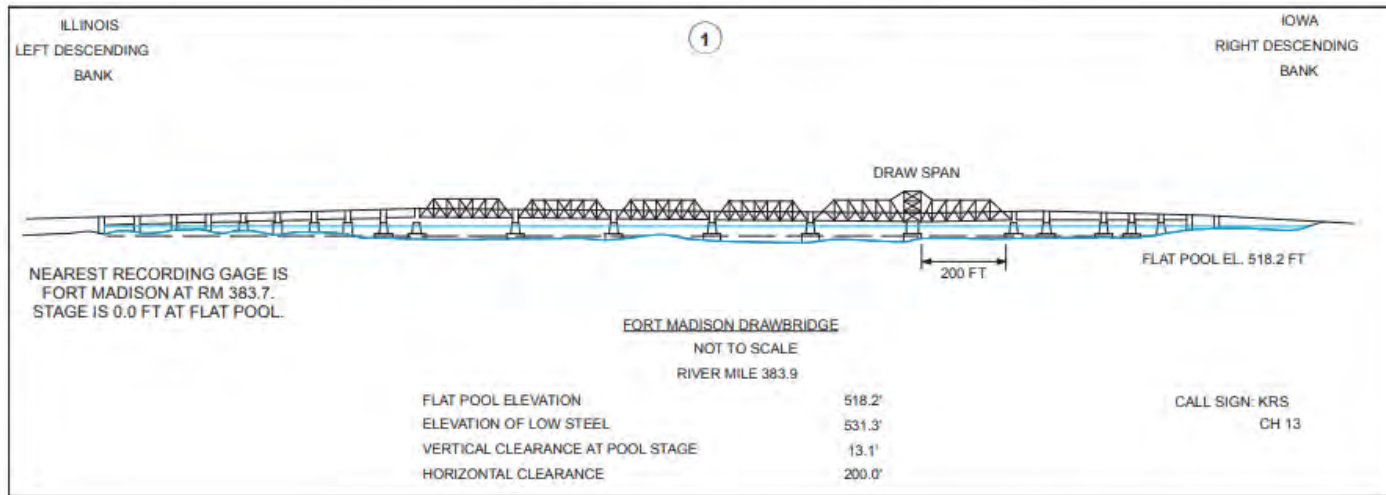 ILLINOIS
LEFT DESCENDING
BANK
1
IOWA
RIGHT DESCENDING
BANK
DRAW SPAN
200 FT
FLAT POOL EL. 518.2 FT
NEAREST RECORDING GAGE IS
FORT MADISON AT RM 383.7.
STAGE IS 0.0 FT AT FLAT POOL.
FORT MADISON DRAWBRIDGE
NOT TO SCALE
RIVER MILE 383.9
FLAT POOL ELEVATION 518.2'
ELEVATION OF LOW STEEL 531.3'
VERTICAL CLEARANCE AT POOL STAGE 13.1'
HORIZONTAL CLEARANCE 200.0'
CALL SIGN: KRS
CH 13